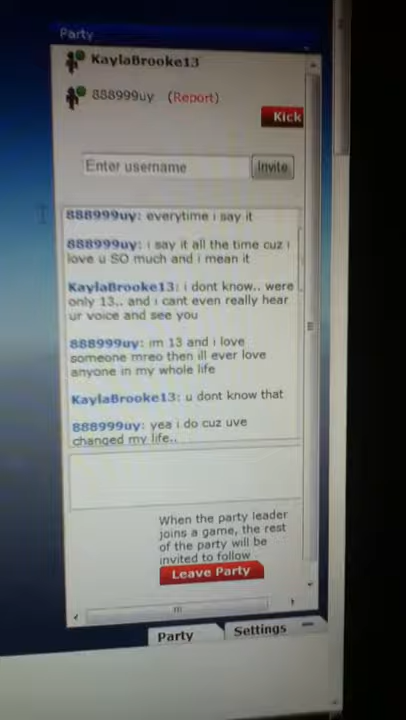 Party
KaylaBrooke13
888999uy (Report)
Kick
Enter username Invite
888999uy: everytime i say it
888999uy: i say it all the time cuz i
love u SO much and i mean it
KaylaBrooke13: i dont know.. were
only 13.. and i cant even really hear
ur voice and see you
888999uy: im 13 and i love
someone mreo then ill ever love
anyone in my whole life
KaylaBrooke13: u dont know that
888999uy: yea i do cuz uve
changed my life..
When the party leader
joins a game, the rest
of the party will be
invited to follow
Leave Party
Party Settings